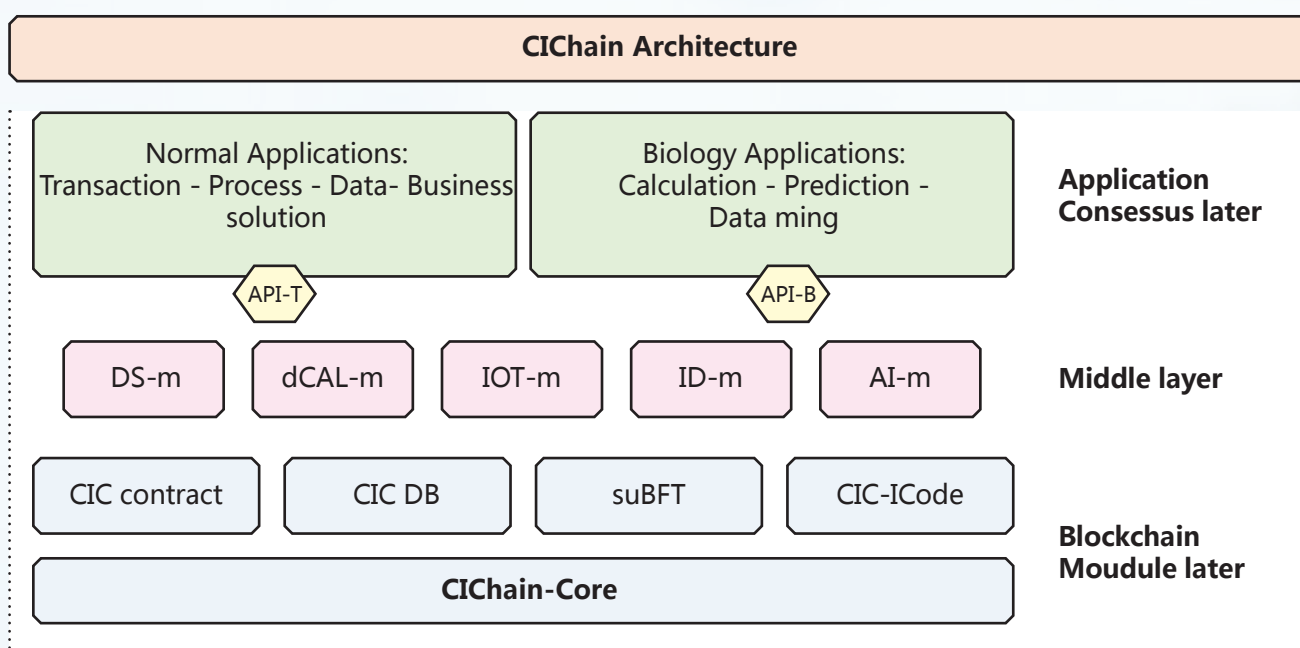 CIChain Architecture
Normal Applications:
Transaction - Process - Data- Business
solution
Biology Applications:
Calculation - Prediction -
Data ming
Application
Consessus later
API-T
API-B
DS-m
dCAL-m
IOT-m
ID-m
AI-m
Middle layer
CIC contract
CIC DB
suBFT
CIC-ICode
Blockchain
Moudule later
CIChain-Core